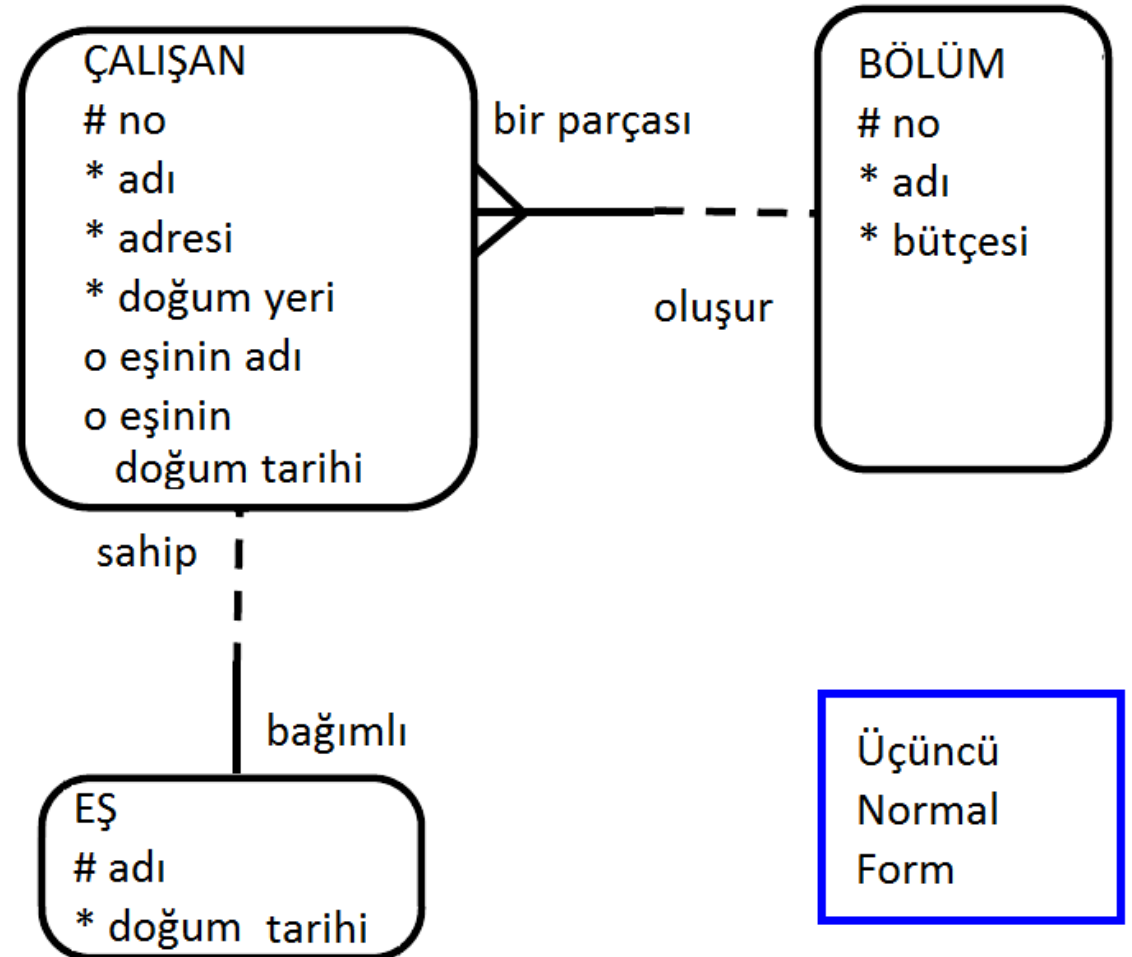 ÇALIŞAN
# no
* adı
* adresi
* doğum yeri
o eşinin adı
o eşinin
doğum tarihi
bir parçası
oluşur
BÖLÜM
# no
* adı
* bütçesi
sahip
bağımlı
EŞ
# adı
* doğum tarihi
Üçüncü
Normal
Form